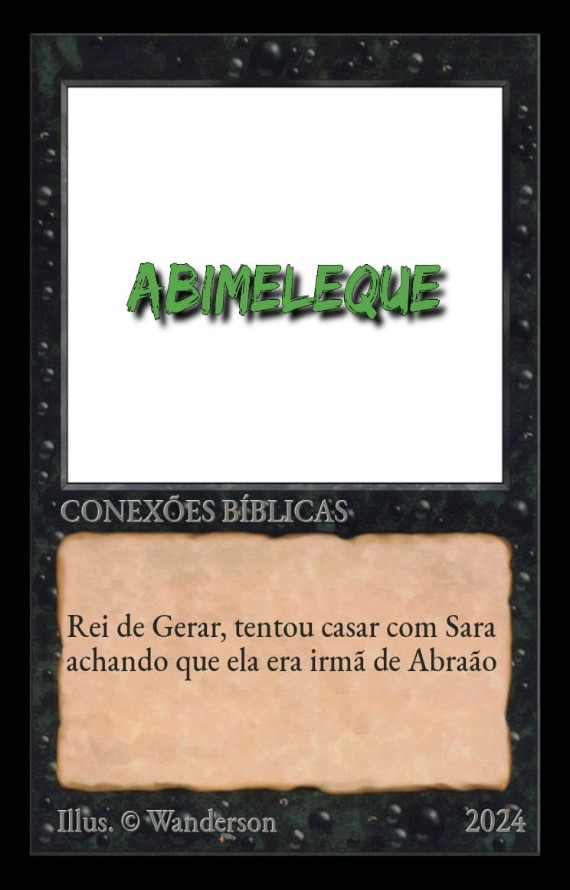 ABIMELEQUE
CONEXÕES BÍBLICAS
Rei de Gerar, tentou casar com Sara
achando que ela era irmã de Abraão
Illus. © Wanderson
2024